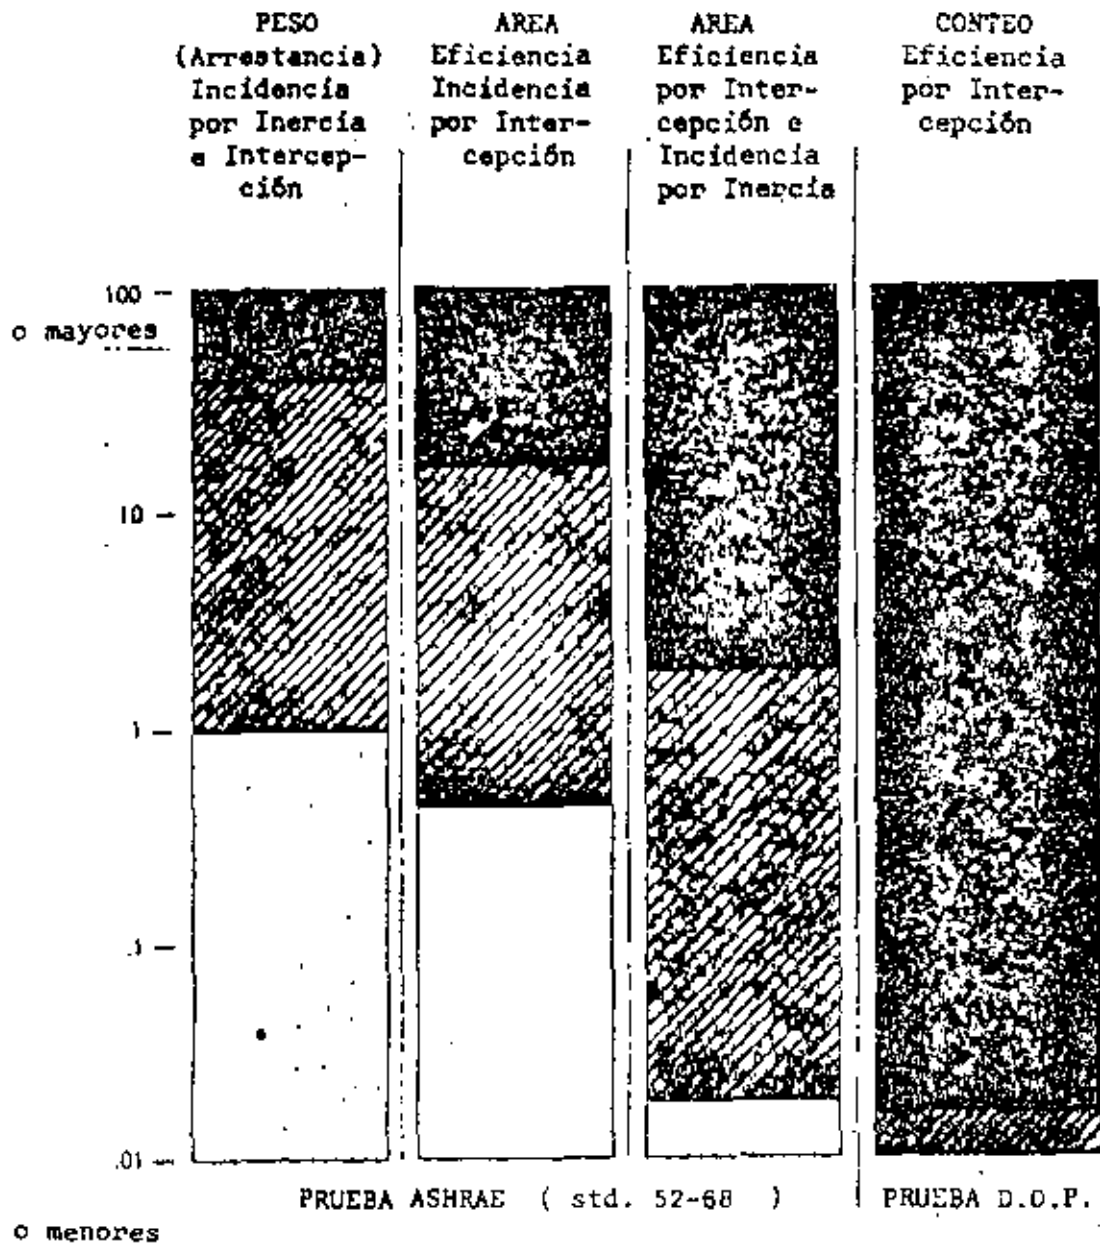 PESO
(Arrestancia)
Incidencia
por Inercia
e Intercep-
ción
AREA
Eficiencia
Incidencia
por Inter-
cepción
AREA
Eficiencia
por Inter-
cepción e
Incidencia
por Inercia
CONTEO
Eficiencia
por Inter-
cepción
100
o mayores
10
1
.1
.01
o menores
PRUEBA ASHRAE ( std. 52-68 )
PRUEBA D.O.P.